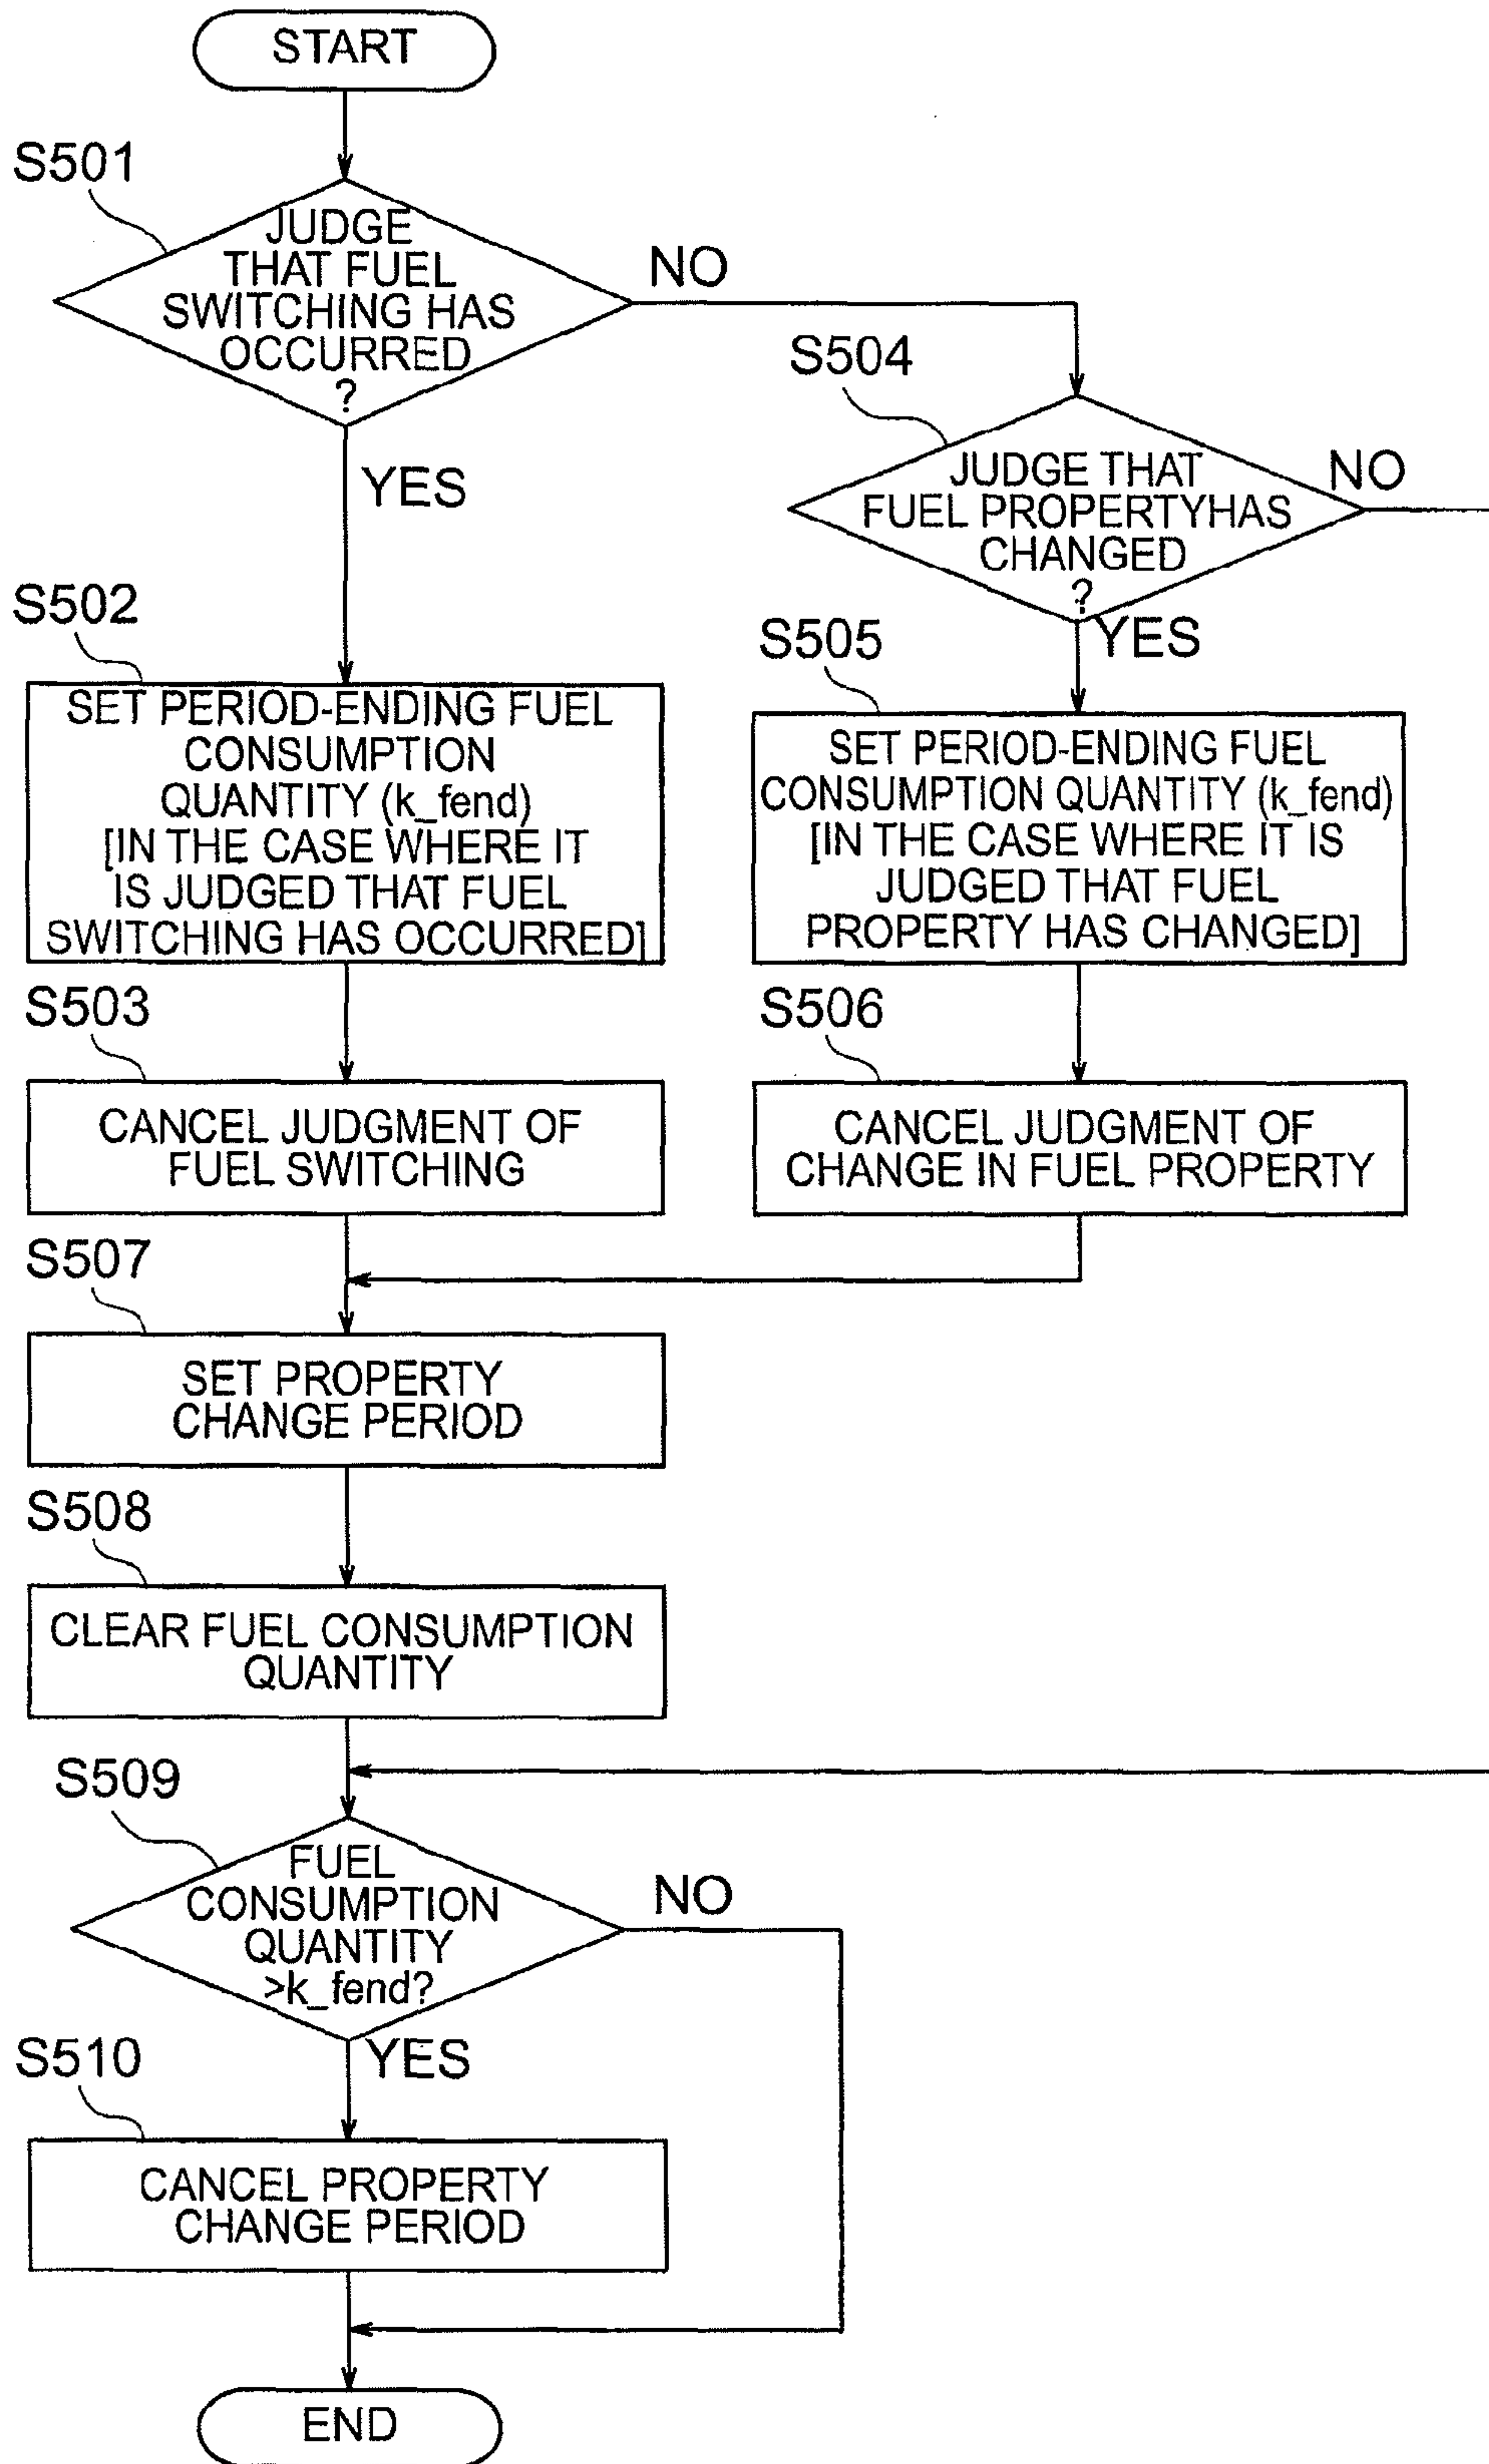 START
S501
JUDGE
THAT FUEL
SWITCHING HAS
OCCURRED
?
NO
YES
S504
JUDGE THAT
FUEL PROPERTYHAS
CHANGED
?
NO
YES
S502
SET PERIOD-ENDING FUEL
CONSUMPTION
QUANTITY (k_fend)
[IN THE CASE WHERE IT
IS JUDGED THAT FUEL
SWITCHING HAS OCCURRED]
S505
SET PERIOD-ENDING FUEL
CONSUMPTION QUANTITY (k_fend)
[IN THE CASE WHERE IT IS
JUDGED THAT FUEL
PROPERTY HAS CHANGED]
S503
CANCEL JUDGMENT OF
FUEL SWITCHING
S506
CANCEL JUDGMENT OF
CHANGE IN FUEL PROPERTY
S507
SET PROPERTY
CHANGE PERIOD
S508
CLEAR FUEL CONSUMPTION
QUANTITY
S509
FUEL
CONSUMPTION
QUANTITY
>k_fend?
NO
YES
S510
CANCEL PROPERTY
CHANGE PERIOD
END